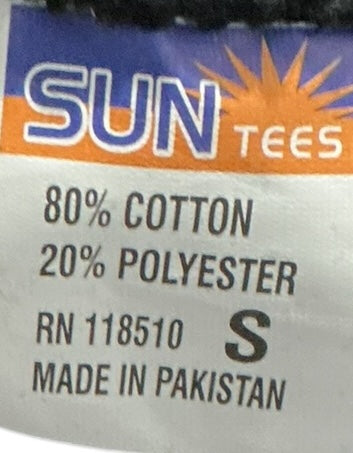 SUN TEES
80% COTTON
20% POLYESTER
RN 118510 S
MADE IN PAKISTAN